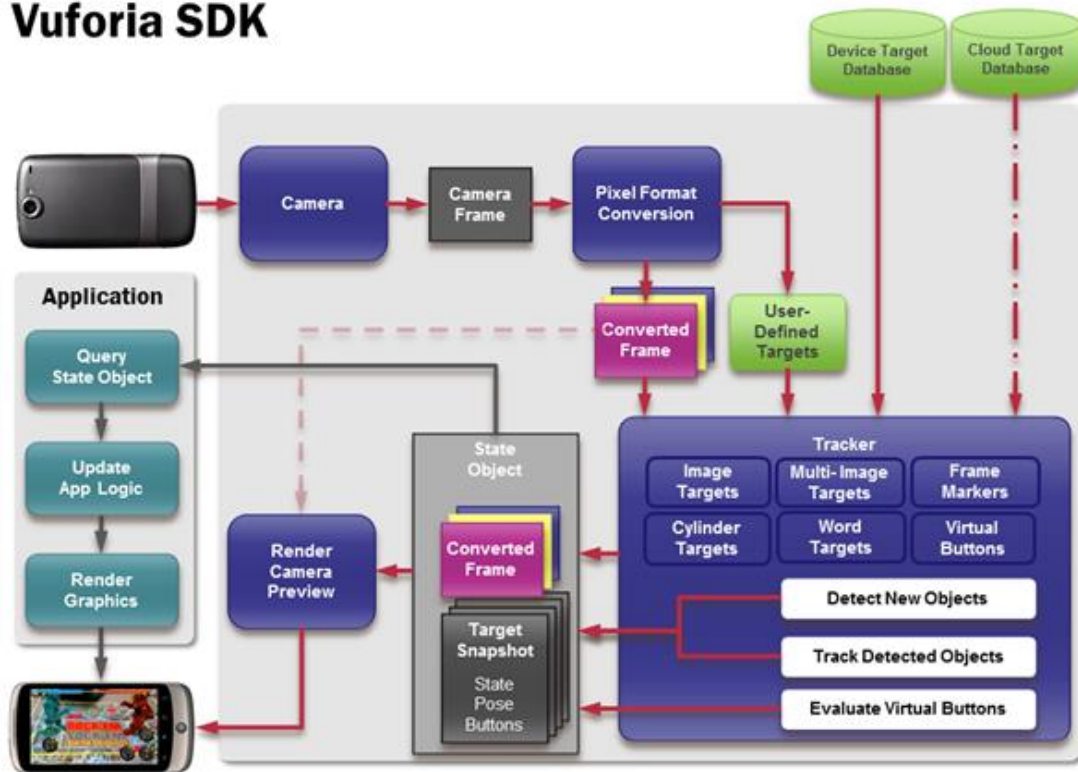 Vuforia SDK
Device Target
Database
Cloud Target
Database
Camera
Camera
Frame
Pixel Format
Conversion
Application
Query
State Object
Update
App Logic
Render
Graphics
Converted
Frame
User-
Defined
Targets
State
Object
Converted
Frame
Target
Snapshot
State
Pose
Buttons
Render
Camera
Preview
Tracker
Image
Targets
Multi-Image
Targets
Frame
Markers
Cylinder
Targets
Word
Targets
Virtual
Buttons
Detect New Objects
Track Detected Objects
Evaluate Virtual Buttons